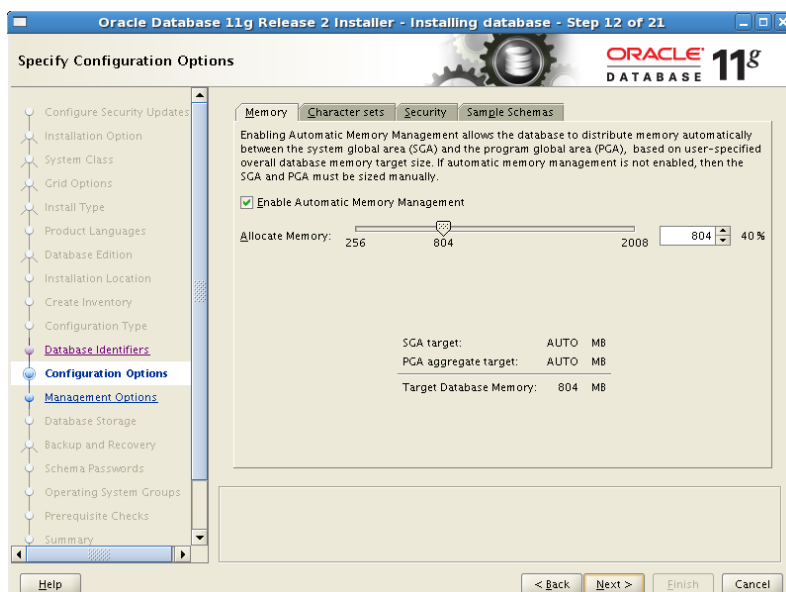 Oracle Database 11g Release 2 Installer - Installing database - Step 12 of 21
Specify Configuration Options
ORACLE
DATABASE
11g
Configure Security Updates
Installation Option
System Class
Grid Options
Install Type
Product Languages
Database Edition
Installation Location
Create Inventory
Configuration Type
Database Identifiers
Configuration Options
Management Options
Database Storage
Backup and Recovery
Schema Passwords
Operating System Groups
Prerequisite Checks
Summary
Memory Character sets Security Sample Schemas
Enabling Automatic Memory Management allows the database to distribute memory automatically
between the system global area (SGA) and the program global area (PGA), based on user-specified
overall database memory target size. If automatic memory management is not enabled, then the
SGA and PGA must be sized manually.
Enable Automatic Memory Management
Allocate Memory: 804 40 %
256 804 2008
SGA target: AUTO MB
PGA aggregate target: AUTO MB
Target Database Memory: 804 MB
Help < Back Next > Finish Cancel